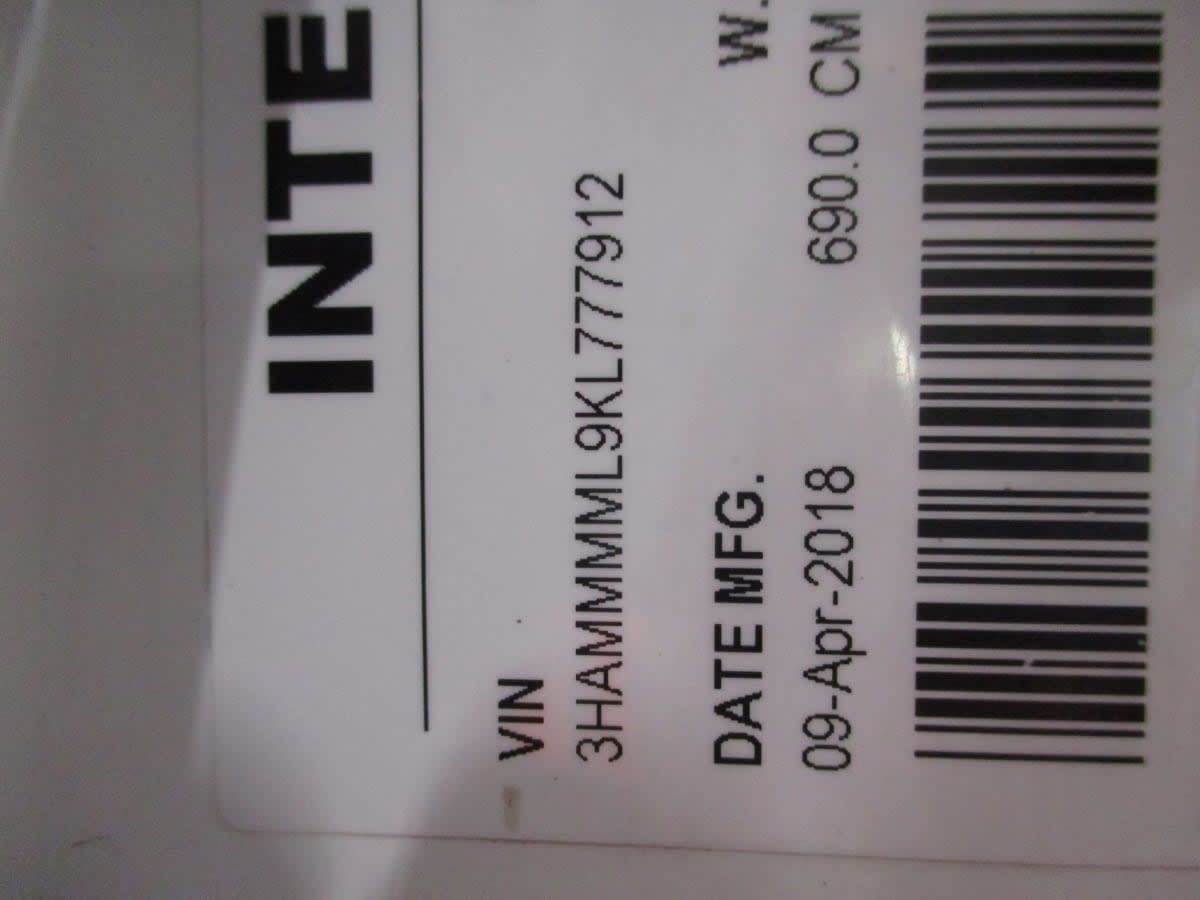 INTE
VIN
3HAMMMML9KL777912
DATE MFG. W.
09-Apr-2018 690.0 CM